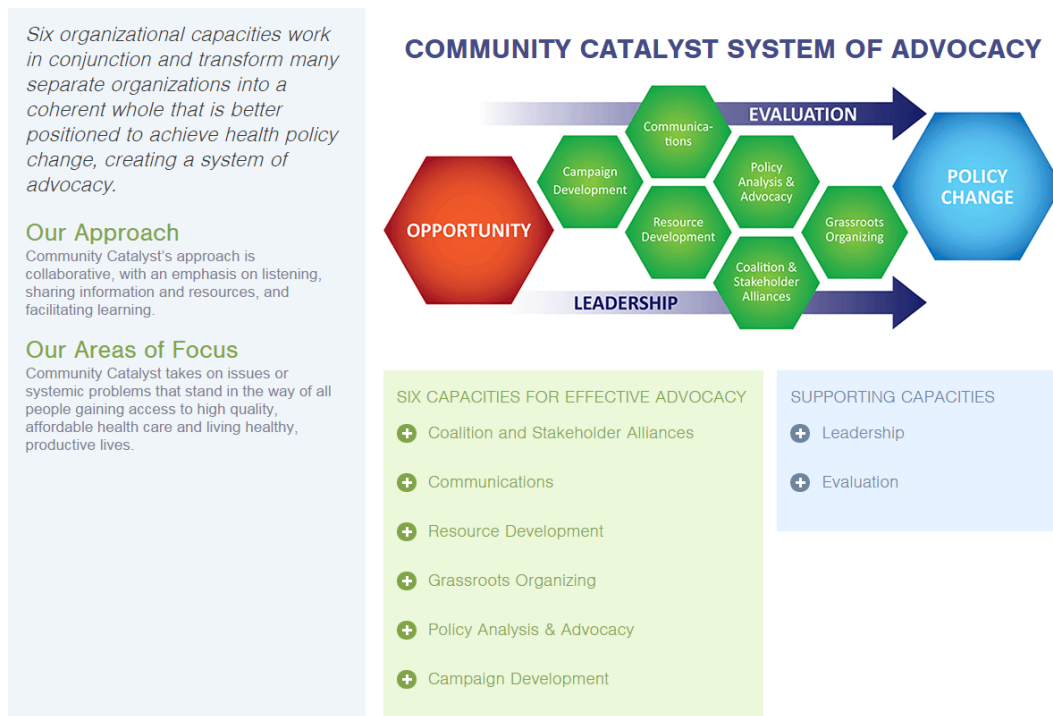 Six organizational capacities work
in conjunction and transform many
separate organizations into a
coherent whole that is better
positioned to achieve health policy
change, creating a system of
advocacy.
Our Approach
Community Catalyst's approach is
collaborative, with an emphasis on listening,
sharing information and resources, and
facilitating learning.
Our Areas of Focus
Community Catalyst takes on issues or
systemic problems that stand in the way of all
people gaining access to high quality,
affordable health care and living healthy,
productive lives.
COMMUNITY CATALYST SYSTEM OF ADVOCACY
EVALUATION
OPPORTUNITY
Campaign
Development
Communica-
tions
Resource
Development
Policy
Analysis &
Advocacy
Coalition &
Stakeholder
Alliances
Grassroots
Organizing
POLICY
CHANGE
LEADERSHIP
SIX CAPACITIES FOR EFFECTIVE ADVOCACY
Coalition and Stakeholder Alliances
Communications
Resource Development
Grassroots Organizing
Policy Analysis & Advocacy
Campaign Development
SUPPORTING CAPACITIES
Leadership
Evaluation